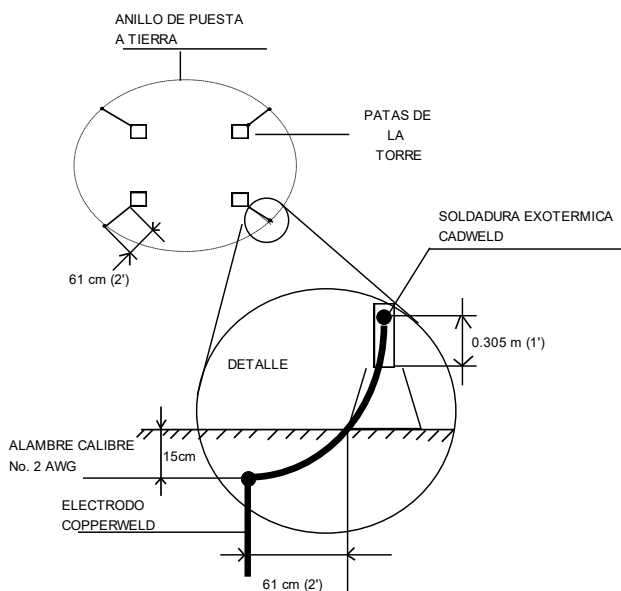 ANILLO DE PUESTA
A TIERRA
PATAS DE
LA
TORRE
SOLDADURA EXOTERMICA
CADWELD
61 cm (2')
0.305 m (1')
DETALLE
ALAMBRE CALIBRE
No. 2 AWG
15cm
ELECTRODO
COPPERWELD
61 cm (2')